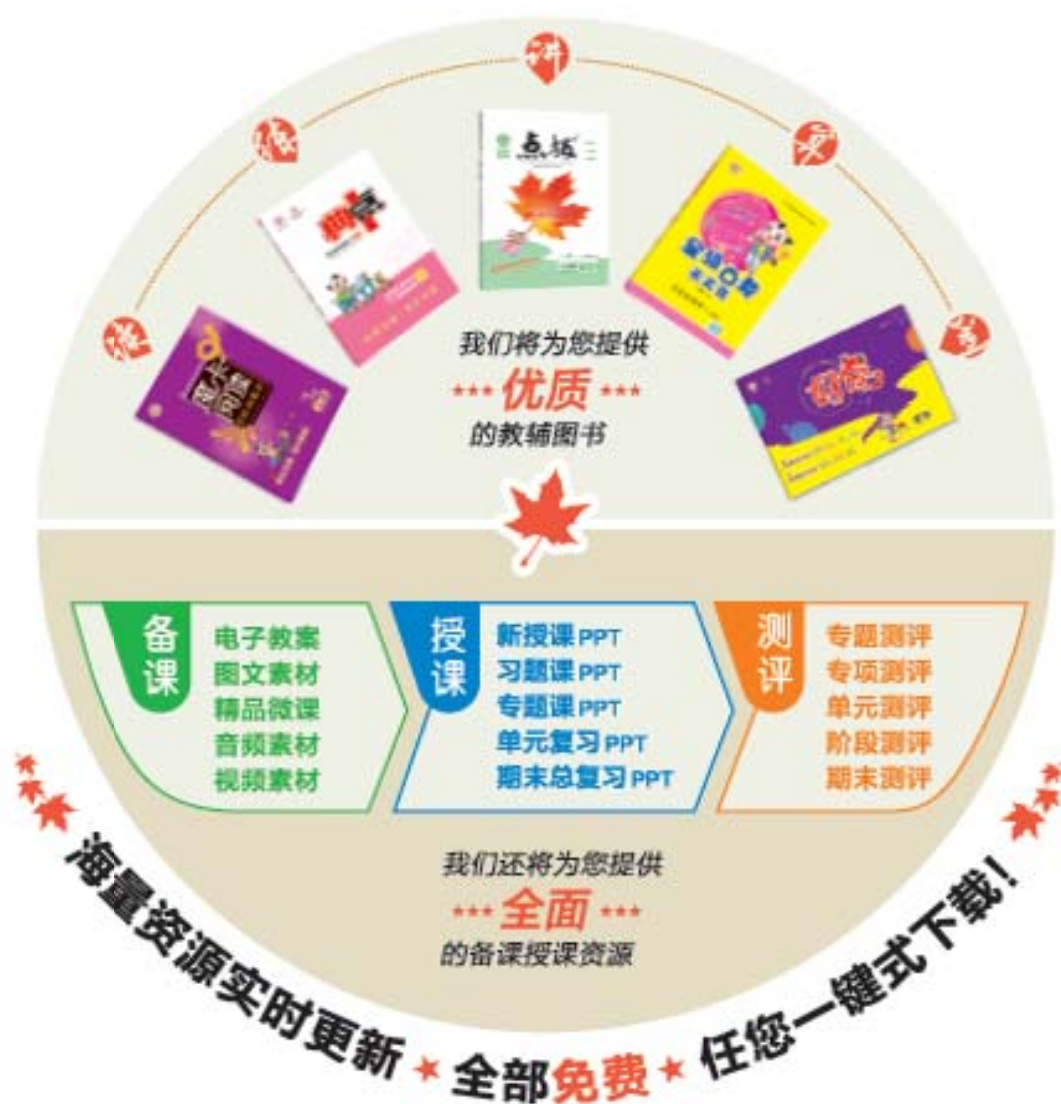 讲
点拨
我们将为您提供
优质
的教辅图书
好卷
备课
电子教案
图文素材
精品微课
音频素材
视频素材
授课
新授课PPT
习题课PPT
专题课PPT
单元复习PPT
期末总复习PPT
测评
专题测评
专项测评
单元测评
阶段测评
期末测评
我们还将为您提供
全面
的备课授课资源
海量资源实时更新 全部免费 任您一键式下载!